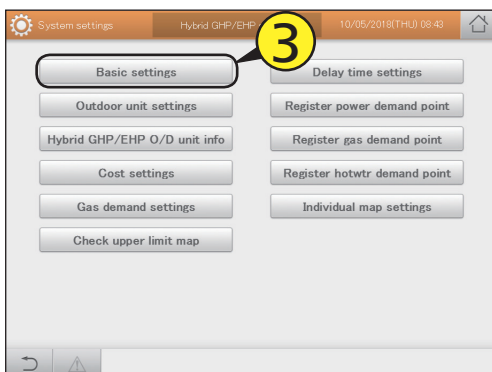 System settings
Hybrid GHP/EHP
10/05/2018(THU) 08:43
3
Basic settings
Delay time settings
Outdoor unit settings
Register power demand point
Hybrid GHP/EHP O/D unit info
Register gas demand point
Cost settings
Register hotwtr demand point
Gas demand settings
Individual map settings
Check upper limit map